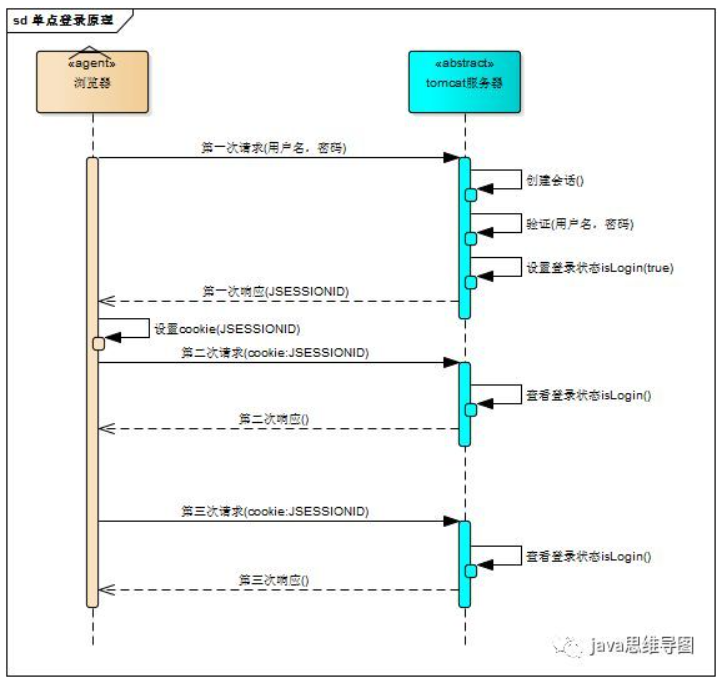 sd 单点登录原理
«agent»
浏览器
«abstract»
tomcat服务器
第一次请求(用户名，密码)
创建会话()
验证(用户名，密码)
设置登录状态isLogin(true)
第一次响应(JSESSIONID)
设置cookie(JSESSIONID)
第二次请求(cookie:JSESSIONID)
查看登录状态isLogin()
第二次响应()
第三次请求(cookie:JSESSIONID)
查看登录状态isLogin()
第三次响应()
java思维导图